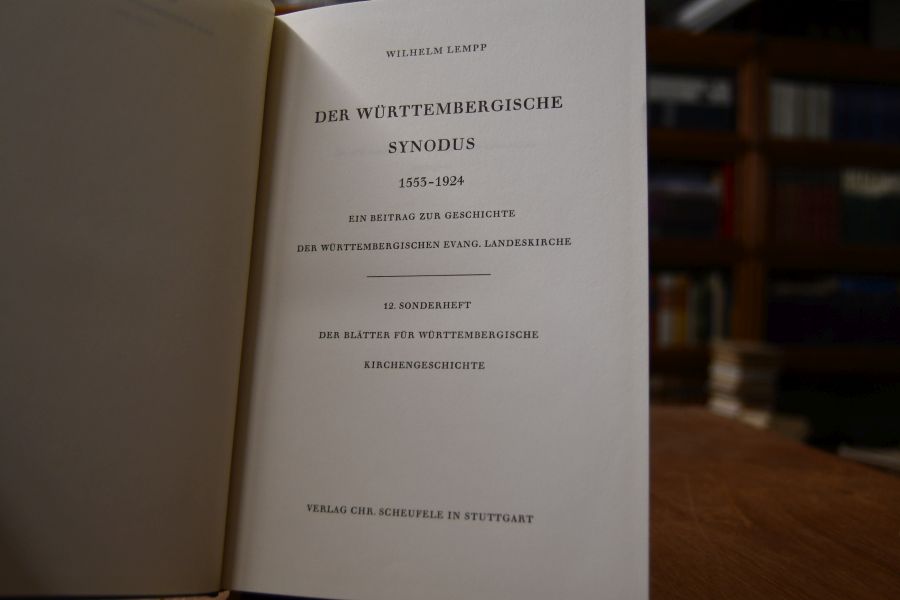 WILHELM LEMPP
DER WÜRTTEMBERGISCHE
SYNODUS
1553–1924
EIN BEITRAG ZUR GESCHICHTE
DER WÜRTTEMBERGISCHEN EVANG. LANDESKIRCHE
12. SONDERHEFT
DER BLÄTTER FÜR WÜRTTEMBERGISCHE
KIRCHENGESCHICHTE
VERLAG CHR. SCHEUFELE IN STUTTGART